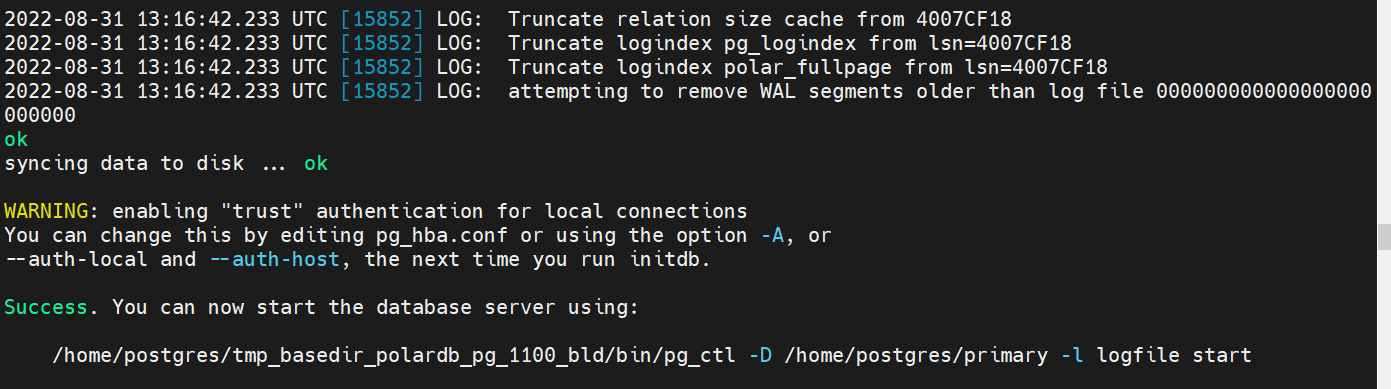 2022-08-31 13:16:42.233 UTC [15852] LOG:  Truncate relation size cache from 4007CF18
2022-08-31 13:16:42.233 UTC [15852] LOG:  Truncate logindex pg_logindex from lsn=4007CF18
2022-08-31 13:16:42.233 UTC [15852] LOG:  Truncate logindex polar_fullpage from lsn=4007CF18
2022-08-31 13:16:42.233 UTC [15852] LOG:  attempting to remove WAL segments older than log file 000000000000000000
000000
ok
syncing data to disk ... ok
WARNING: enabling "trust" authentication for local connections
You can change this by editing pg_hba.conf or using the option -A, or
--auth-local and --auth-host, the next time you run initdb.
Success. You can now start the database server using:
/home/postgres/tmp_basedir_polardb_pg_1100_bld/bin/pg_ctl -D /home/postgres/primary -l logfile start